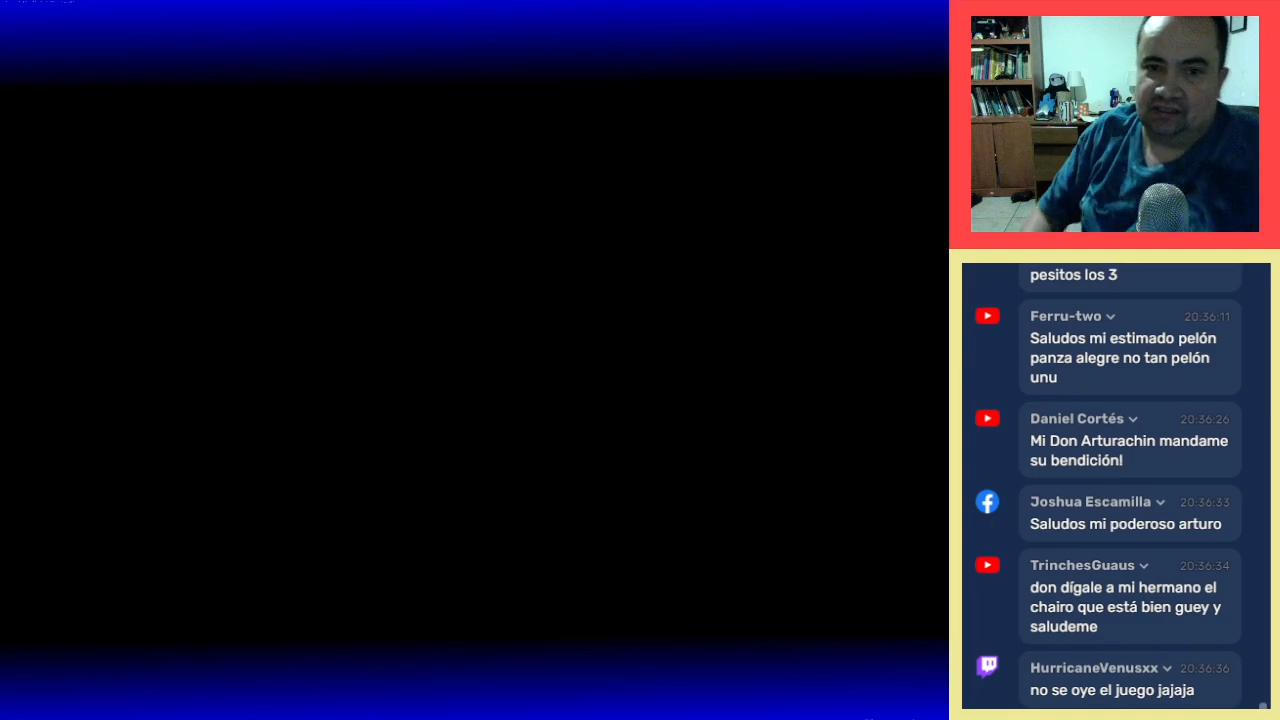 pesitos los 3
Ferru-two 20:36:11
Saludos mi estimado pelón
panza alegre no tan pelón
unu
Daniel Cortés 20:36:26
Mi Don Arturachin mandame
su bendición!
Joshua Escamilla 20:36:33
Saludos mi poderoso arturo
TrinchesGuaus 20:36:34
don dígale a mi hermano el
chairo que está bien guey y
saludeme
HurricaneVenusxx 20:36:36
no se oye el juego jajaja